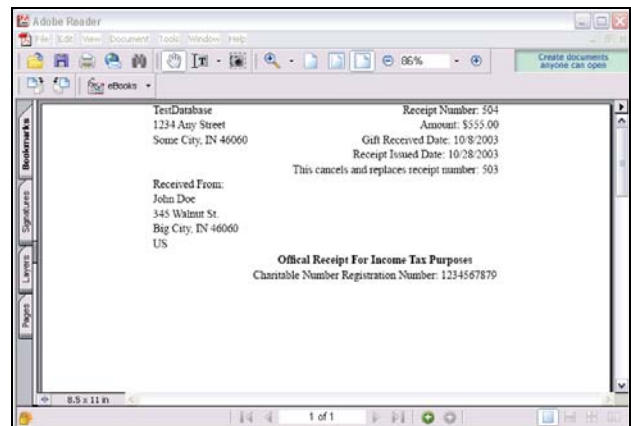 Adobe Reader
File Edit View Document Tools Window Help
86%
Create documents
anyone can open
eBooks
Bookmarks
Signatures
Layers
Pages
TestDatabase
1234 Any Street
Some City, IN 46060
Receipt Number: 504
Amount: $555.00
Gift Received Date: 10/8/2003
Receipt Issued Date: 10/28/2003
This cancels and replaces receipt number: 503
Received From:
John Doe
345 Walnut St.
Big City, IN 46060
US
Offical Receipt For Income Tax Purposes
Charitable Number Registration Number: 1234567879
8.5 x 11 in
1 of 1